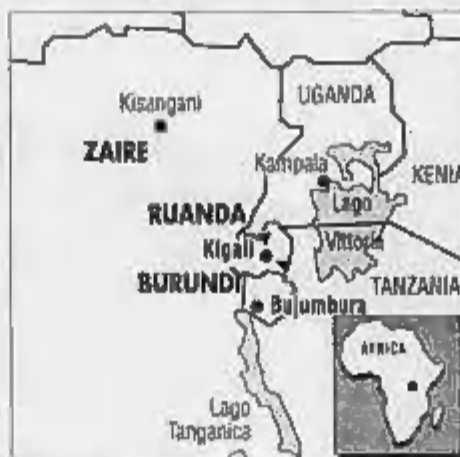 UGANDA
Kisangani
ZAIRE
Kampala
KENIA
Lago
Vittoria
RUANDA
Kigali
TANZANIA
BURUNDI
Bujumbura
AFRICA
Lago
Tanganica